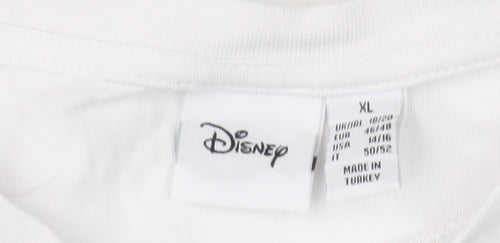 Disney
XL
UK/IRL 18/20
EUR 46/48
USA 14/16
IT 50/52
MADE IN
TURKEY